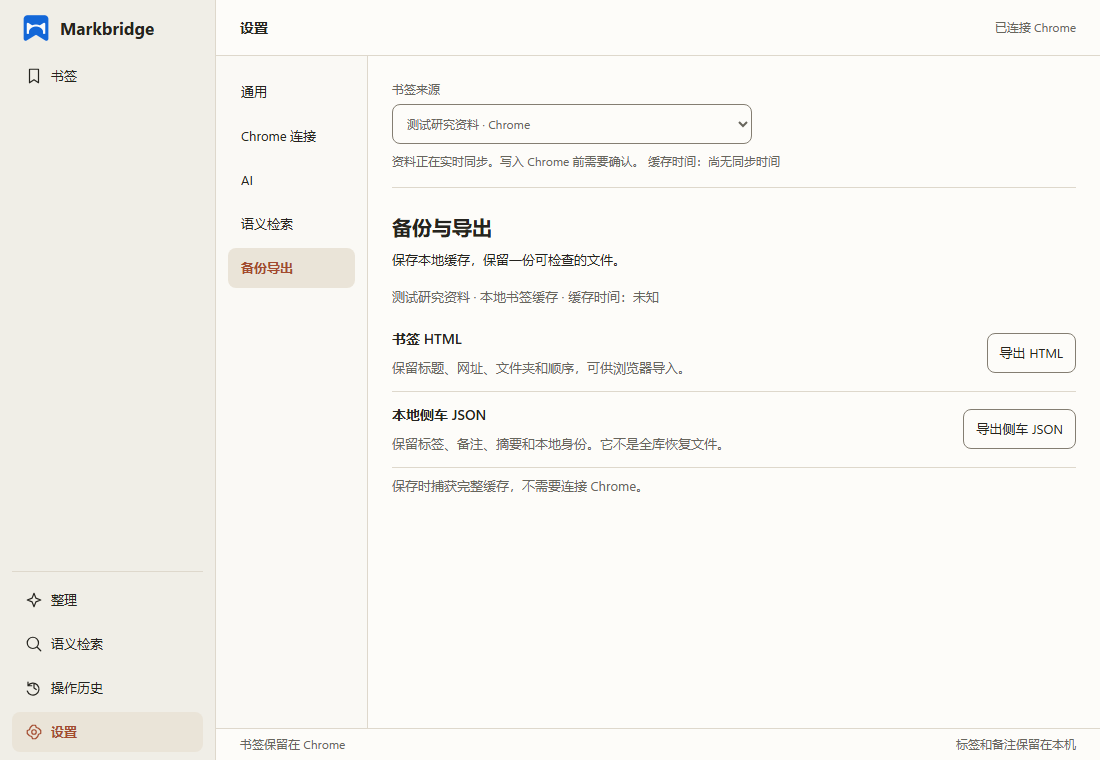 Markbridge
书签
整理
语义检索
操作历史
设置
设置
已连接 Chrome
通用
Chrome 连接
AI
语义检索
备份导出
书签来源
测试研究资料 · Chrome
资料正在实时同步。写入 Chrome 前需要确认。 缓存时间：尚无同步时间
备份与导出
保存本地缓存，保留一份可检查的文件。
测试研究资料 · 本地书签缓存 · 缓存时间：未知
书签 HTML
保留标题、网址、文件夹和顺序，可供浏览器导入。
导出 HTML
本地侧车 JSON
保留标签、备注、摘要和本地身份。它不是全库恢复文件。
导出侧车 JSON
保存时捕获完整缓存，不需要连接 Chrome。
书签保留在 Chrome
标签和备注保留在本机